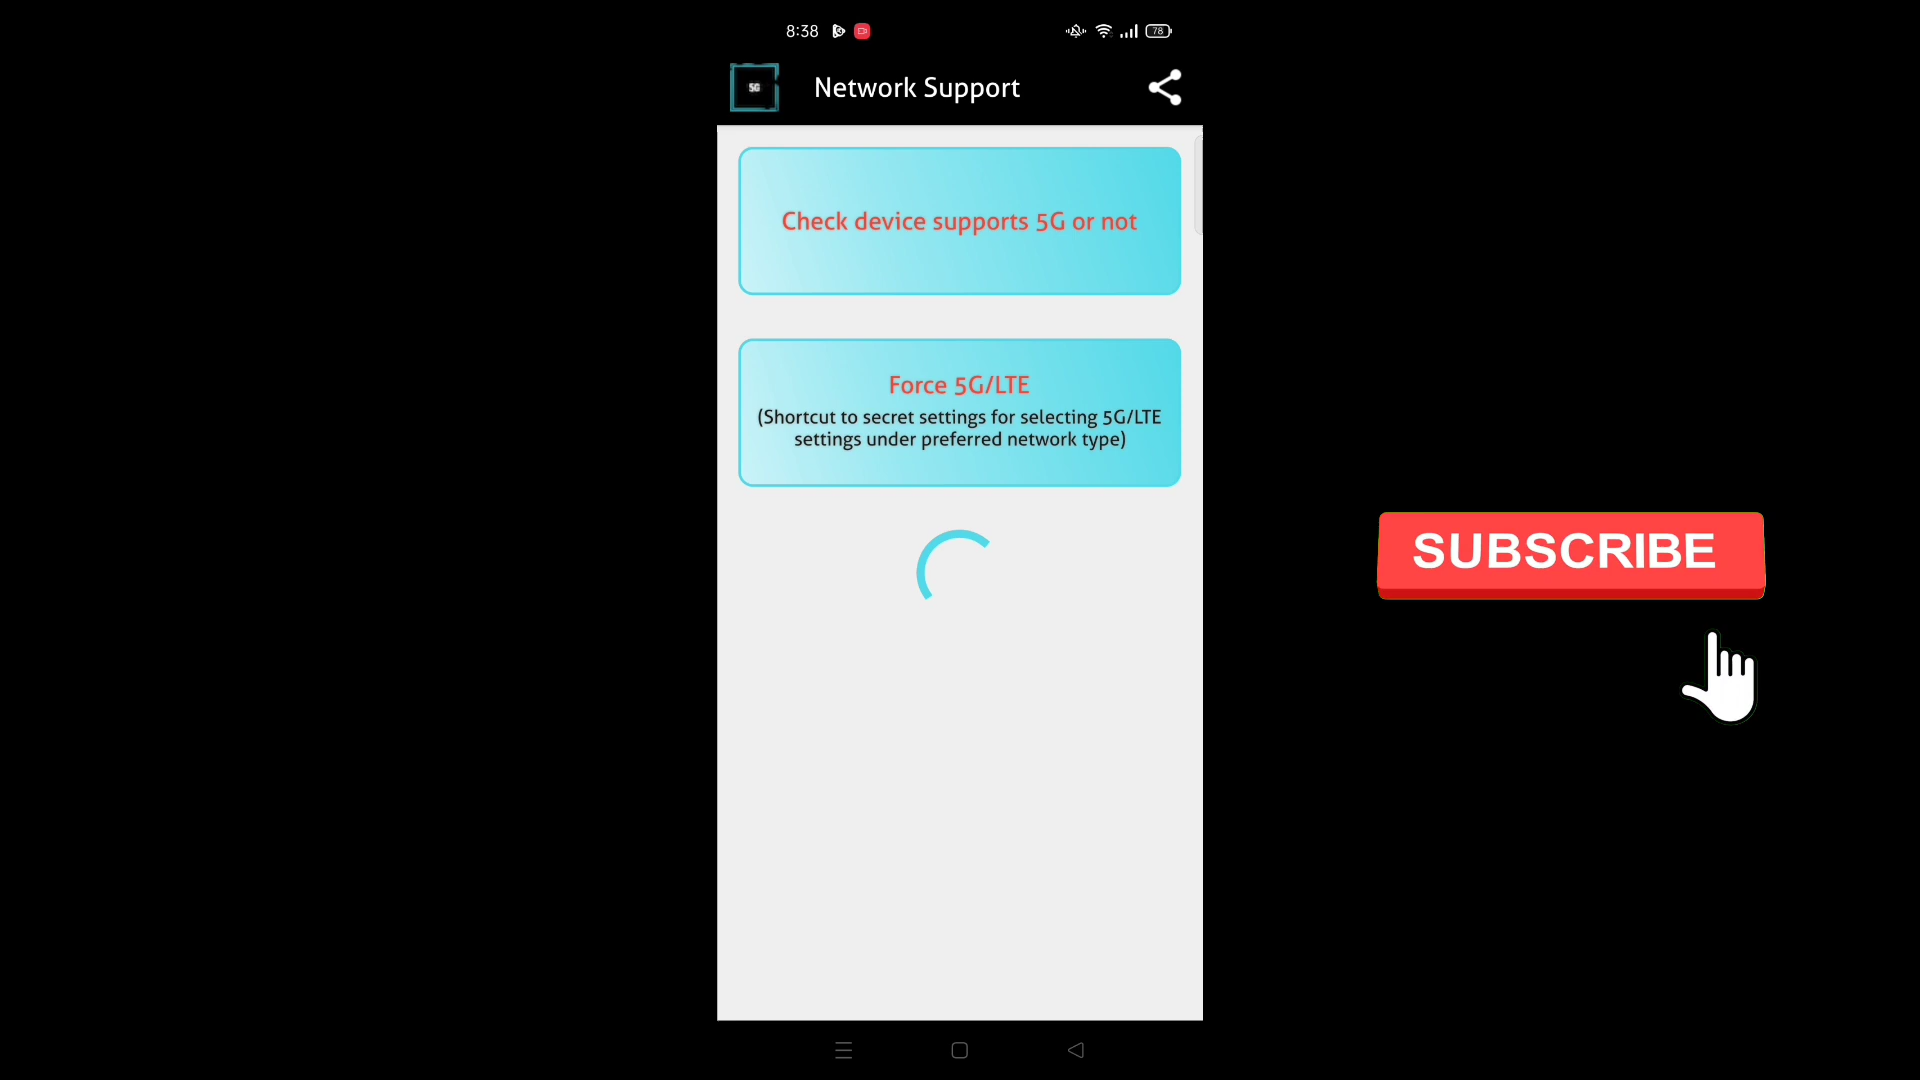 8:38
78
5G
Network Support
Check device supports 5G or not
Force 5G/LTE
(Shortcut to secret settings for selecting 5G/LTE
settings under preferred network type)
SUBSCRIBE